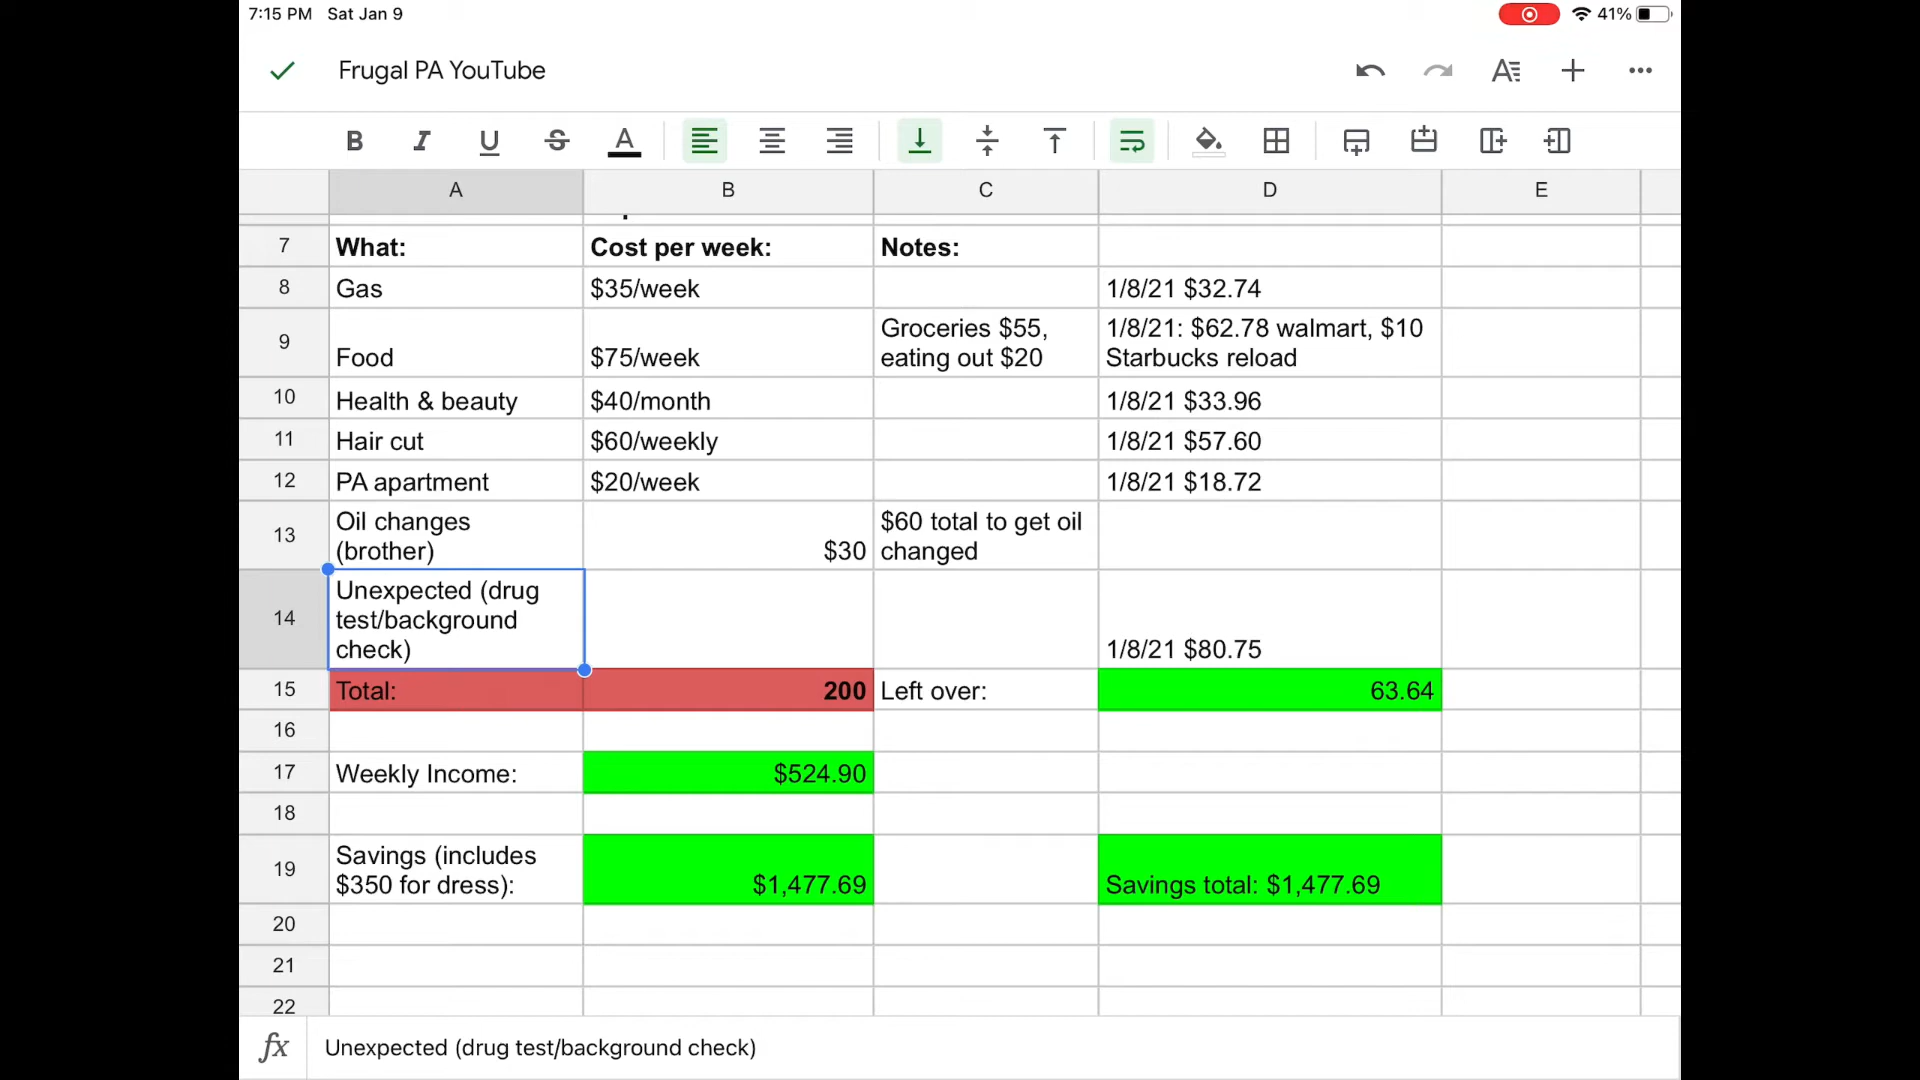 7:15 PM Sat Jan 9
41%
Frugal PA YouTube
B I U S A
A B C D E
7 What: Cost per week: Notes:
8 Gas $35/week 1/8/21 $32.74
9 Food $75/week Groceries $55, eating out $20 1/8/21: $62.78 walmart, $10 Starbucks reload
10 Health & beauty $40/month 1/8/21 $33.96
11 Hair cut $60/weekly 1/8/21 $57.60
12 PA apartment $20/week 1/8/21 $18.72
13 Oil changes (brother) $30 $60 total to get oil changed
14 Unexpected (drug test/background check) 1/8/21 $80.75
15 Total: 200 Left over: 63.64
16
17 Weekly Income: $524.90
18
19 Savings (includes $350 for dress): $1,477.69 Savings total: $1,477.69
20
21
22
fx Unexpected (drug test/background check)